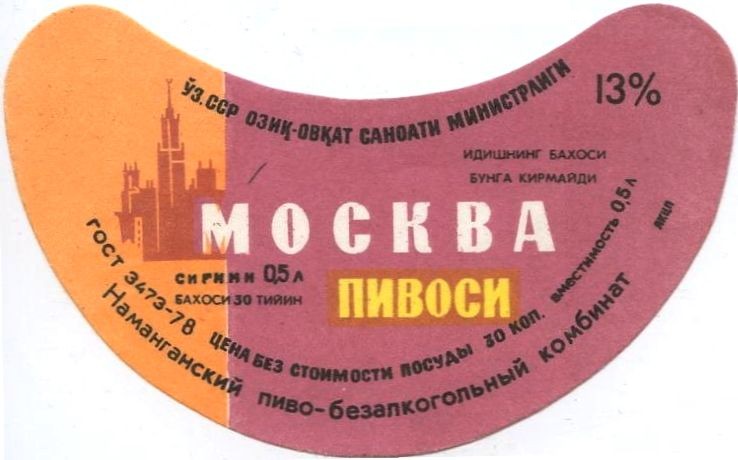 ЎЗ.ССР ОЗИҚ-ОВҚАТ САНОАТИ МИНИСТРЛИГИ
13%
ИДИШНИНГ БАХОСИ
БУНГА КИРМАЙДИ
МОСКВА
ПИВОСИ
СИҒИМИ 0,5 л
БАХОСИ 30 ТИЙИН
ГОСТ 3473-78 ЦЕНА БЕЗ СТОИМОСТИ ПОСУДЫ 30 КОП. ВМЕСТИМОСТЬ 0,5 л
Наманганский пиво-безалкогольный комбинат